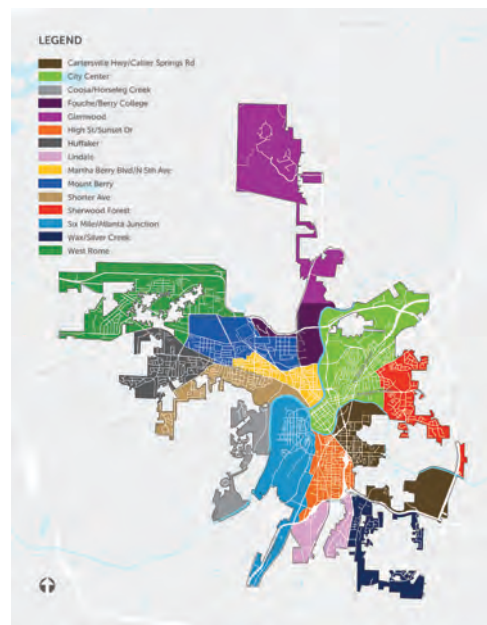 LEGEND
Cartersville Hwy/Callier Springs Rd
City Center
Coosa/Horseleg Creek
Fouche/Berry College
Glenwood
High St/Sunset Dr
Huffaker
Lindale
Martha Berry Blvd/N 5th Ave
Mount Berry
Shorter Ave
Sherwood Forest
Six Mile/Atlanta Junction
Wax/Silver Creek
West Rome